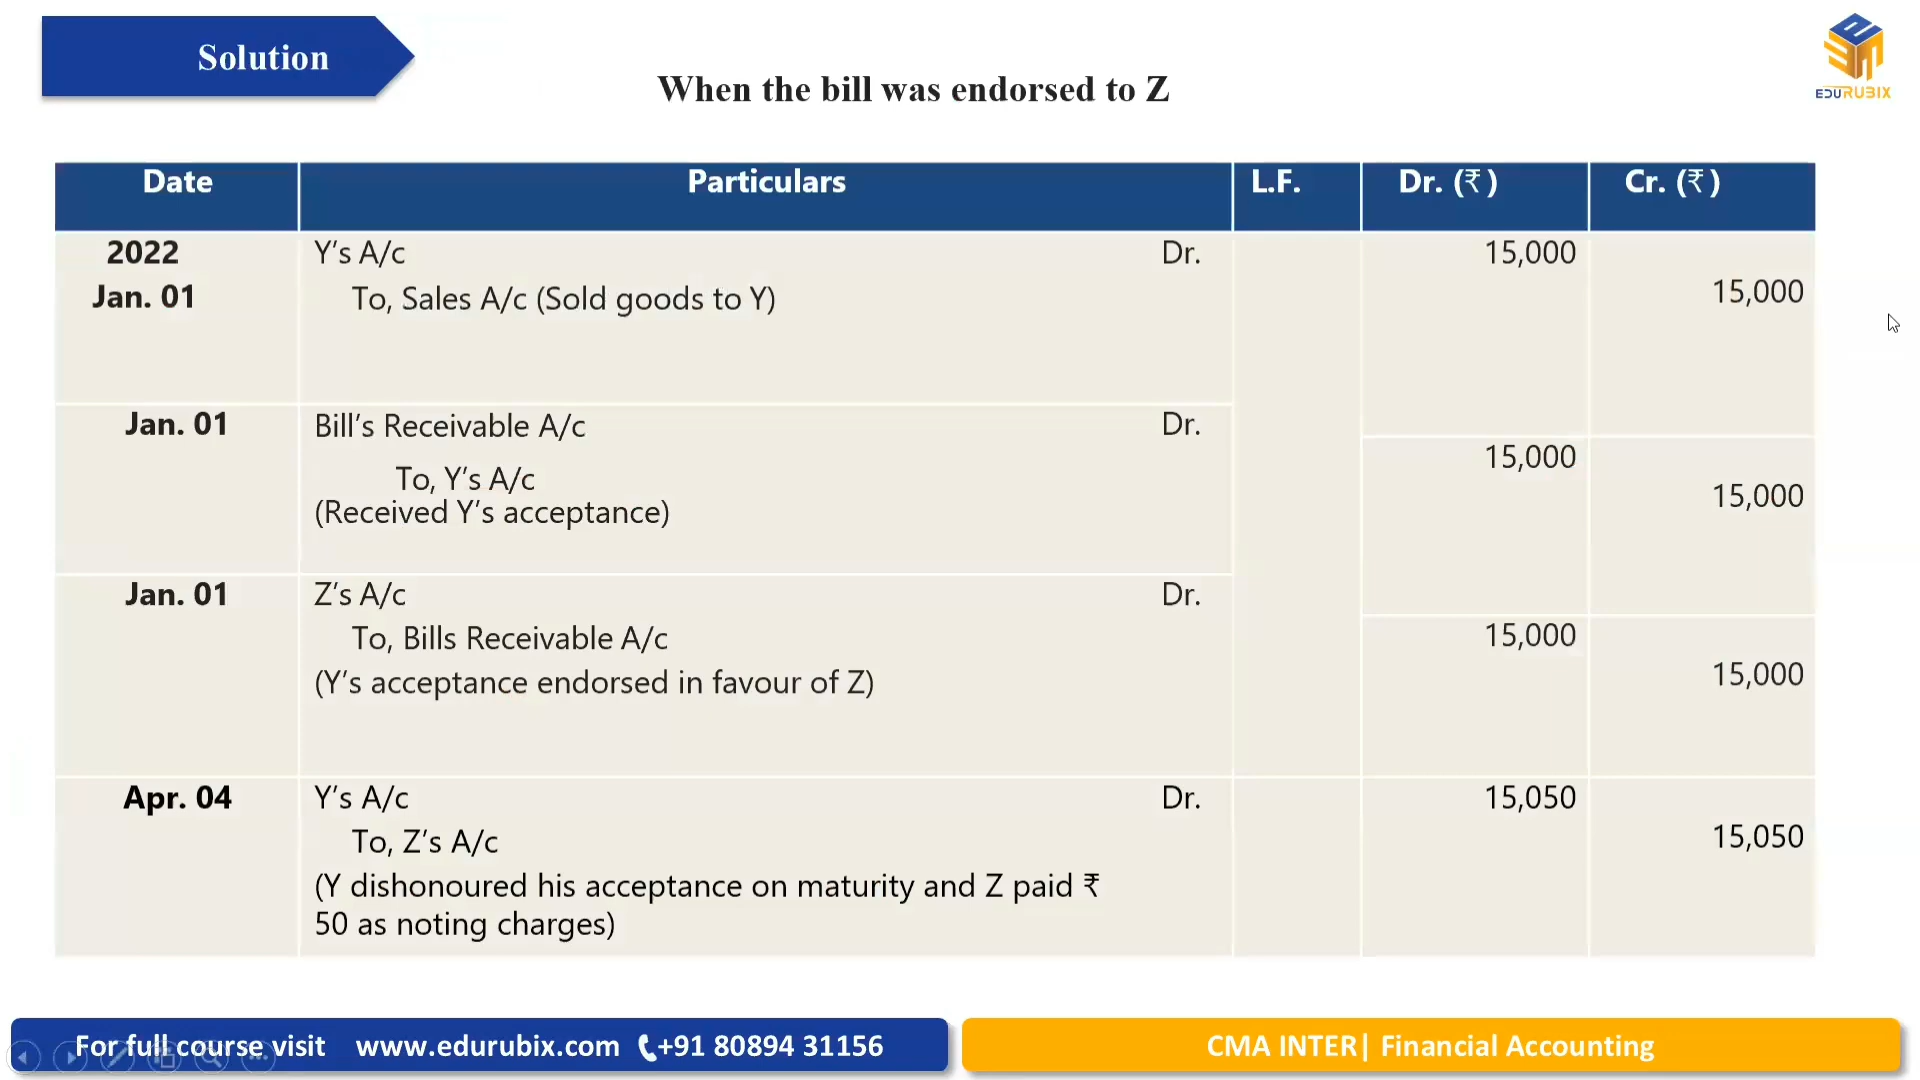 Solution
When the bill was endorsed to Z
EDURUBIX
Date Particulars L.F. Dr. (₹) Cr. (₹)
2022 Y’s A/c Dr. 15,000
Jan. 01 To, Sales A/c (Sold goods to Y) 15,000
Jan. 01 Bill’s Receivable A/c Dr. 15,000
To, Y’s A/c 15,000
(Received Y’s acceptance)
Jan. 01 Z’s A/c Dr. 15,000
To, Bills Receivable A/c 15,000
(Y’s acceptance endorsed in favour of Z)
Apr. 04 Y’s A/c Dr. 15,050
To, Z’s A/c 15,050
(Y dishonoured his acceptance on maturity and Z paid ₹
50 as noting charges)
For full course visit www.edurubix.com +91 80894 31156
CMA INTER| Financial Accounting